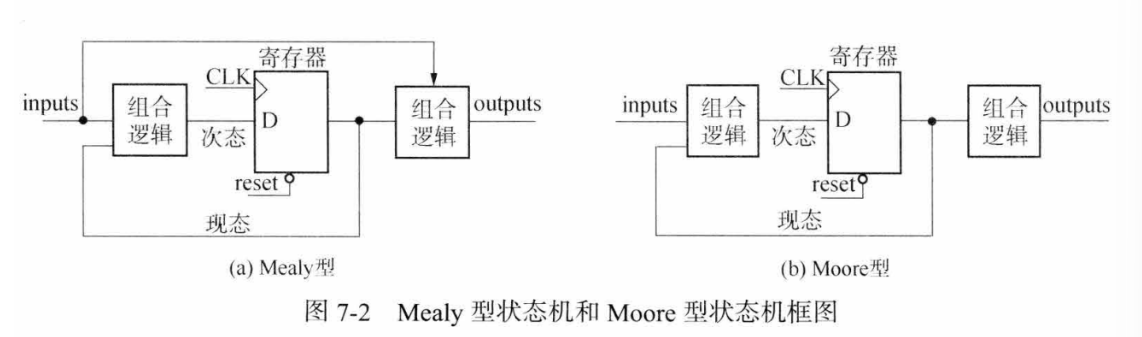 寄存器
CLK
inputs
组合
逻辑
次态
D
组合
逻辑
outputs
reset
现态
(a) Mealy型
寄存器
CLK
inputs
组合
逻辑
次态
D
组合
逻辑
outputs
reset
现态
(b) Moore型
图 7-2 Mealy 型状态机和 Moore 型状态机框图